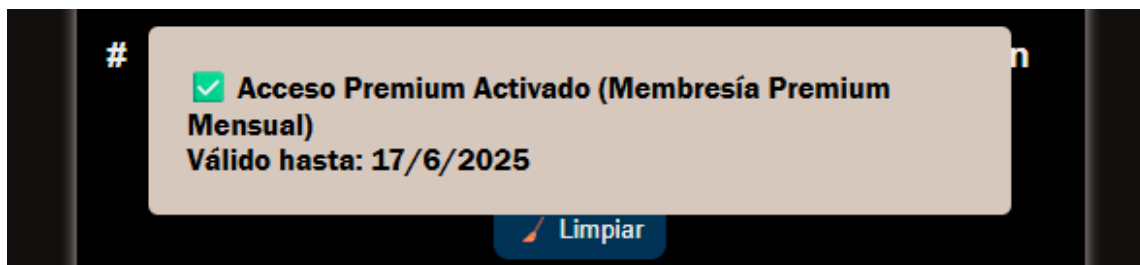 #
n
✅ Acceso Premium Activado (Membresía Premium
Mensual)
Válido hasta: 17/6/2025
Limpiar